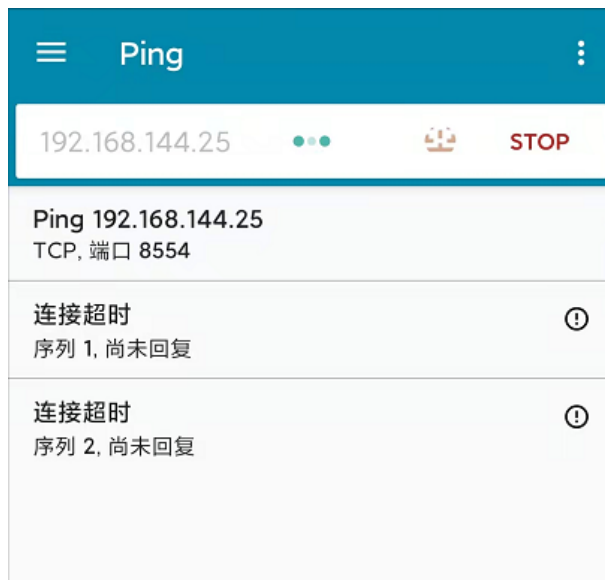 Ping
192.168.144.25
STOP
Ping 192.168.144.25
TCP, 端口 8554
连接超时
序列 1, 尚未回复
连接超时
序列 2, 尚未回复